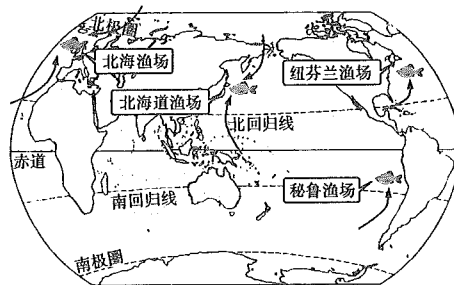 北极圈
北海渔场
纽芬兰渔场
北海道渔场
北回归线
赤道
南回归线
秘鲁渔场
南极圈